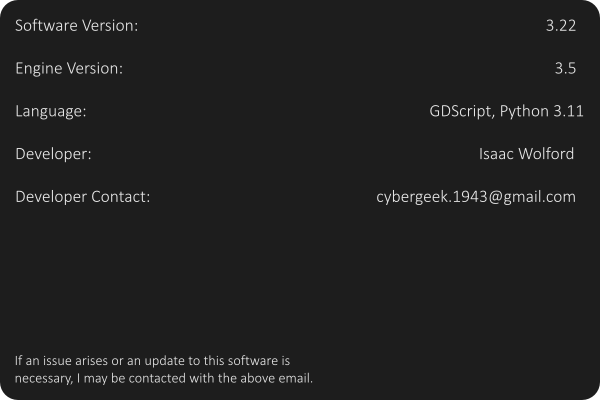 Software Version: 3.22
Engine Version: 3.5
Language: GDScript, Python 3.11
Developer: Isaac Wolford
Developer Contact: cybergeek.1943@gmail.com
If an issue arises or an update to this software is
necessary, I may be contacted with the above email.